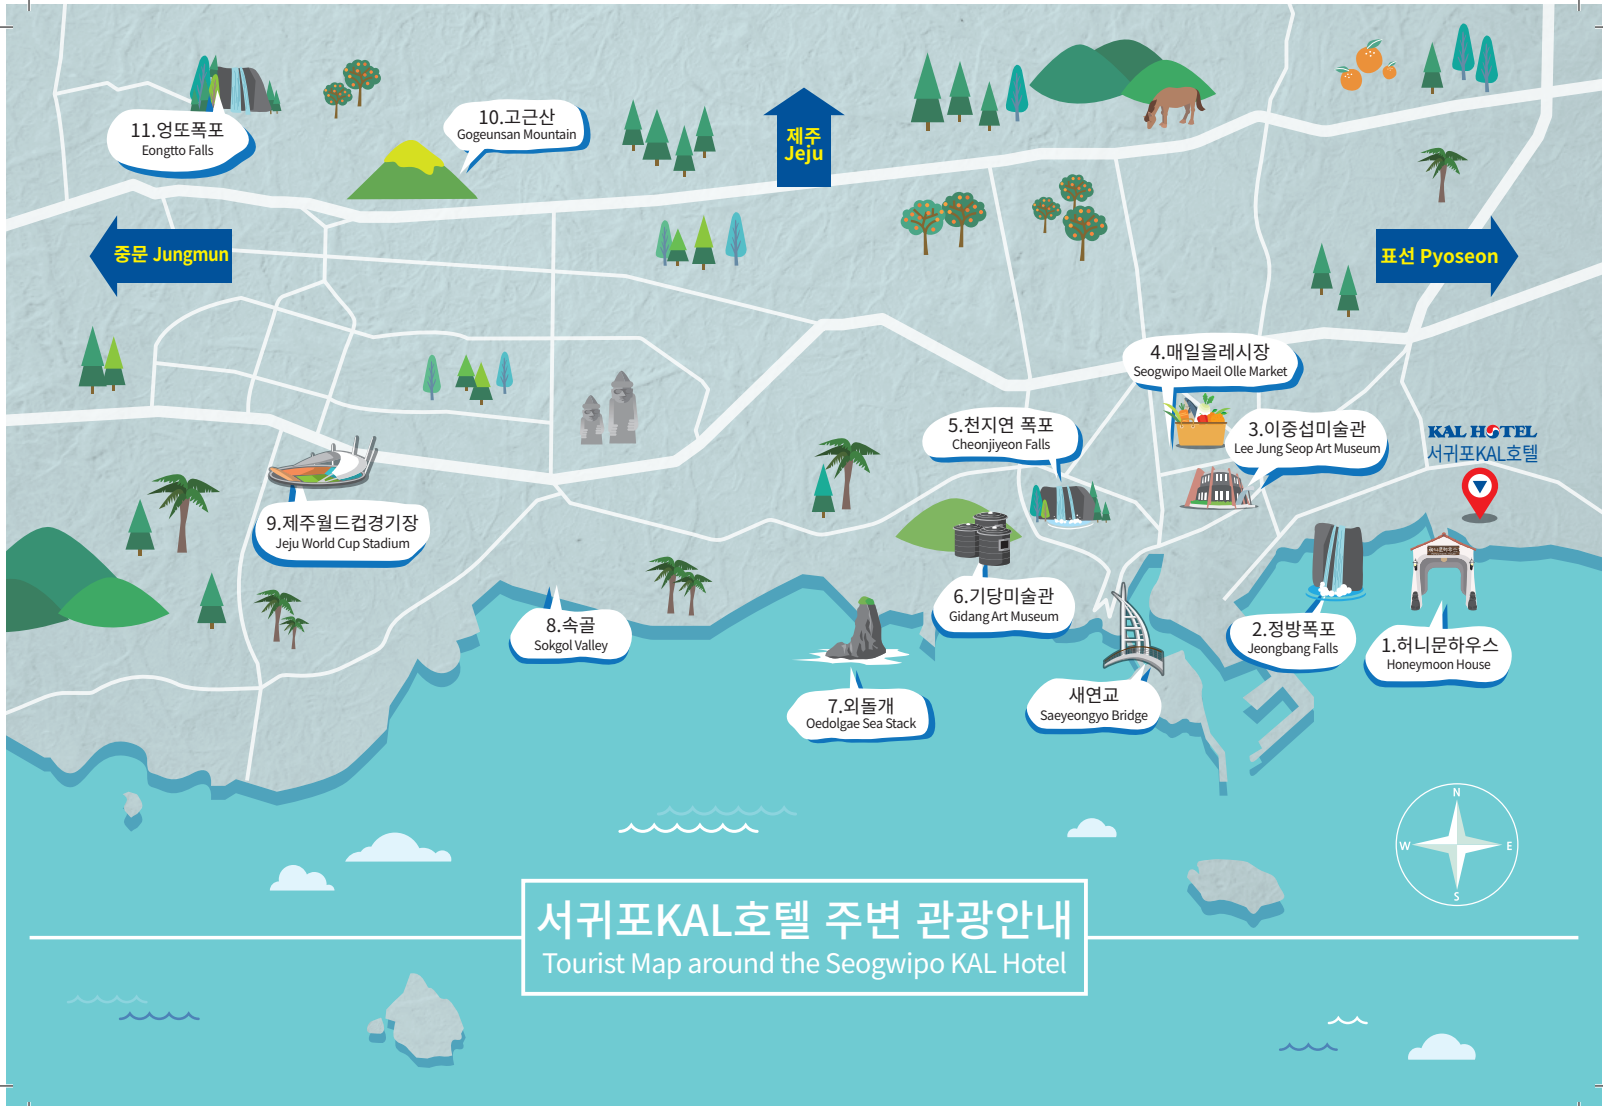 11.엉또폭포
Eongtto Falls
10.고근산
Gogeunsan Mountain
제주
Jeju
중문 Jungmun
표선 Pyoseon
4.매일올레시장
Seogwipo Maeil Olle Market
5.천지연 폭포
Cheonjiyeon Falls
3.이중섭미술관
Lee Jung Seop Art Museum
KAL HOTEL
서귀포KAL호텔
9.제주월드컵경기장
Jeju World Cup Stadium
허니문하우스
6.기당미술관
Gidang Art Museum
8.속골
Sokgol Valley
2.정방폭포
Jeongbang Falls
1.허니문하우스
Honeymoon House
7.외돌개
Oedolgae Sea Stack
새연교
Saeyeongyo Bridge
N
W
E
S
서귀포KAL호텔 주변 관광안내
Tourist Map around the Seogwipo KAL Hotel